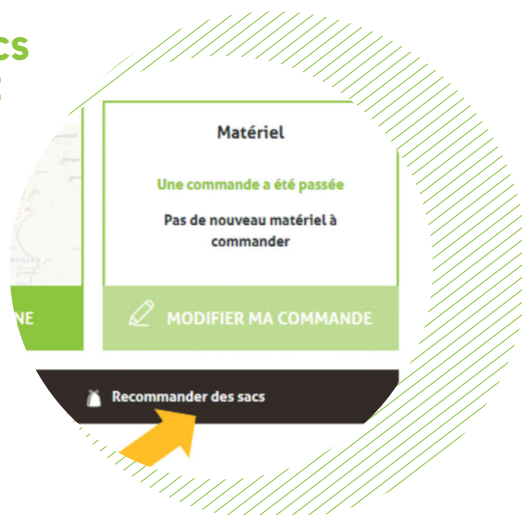 CS
Matériel
Une commande a été passée
Pas de nouveau matériel à
commander
NE
MODIFIER MA COMMANDE
Recommander des sacs